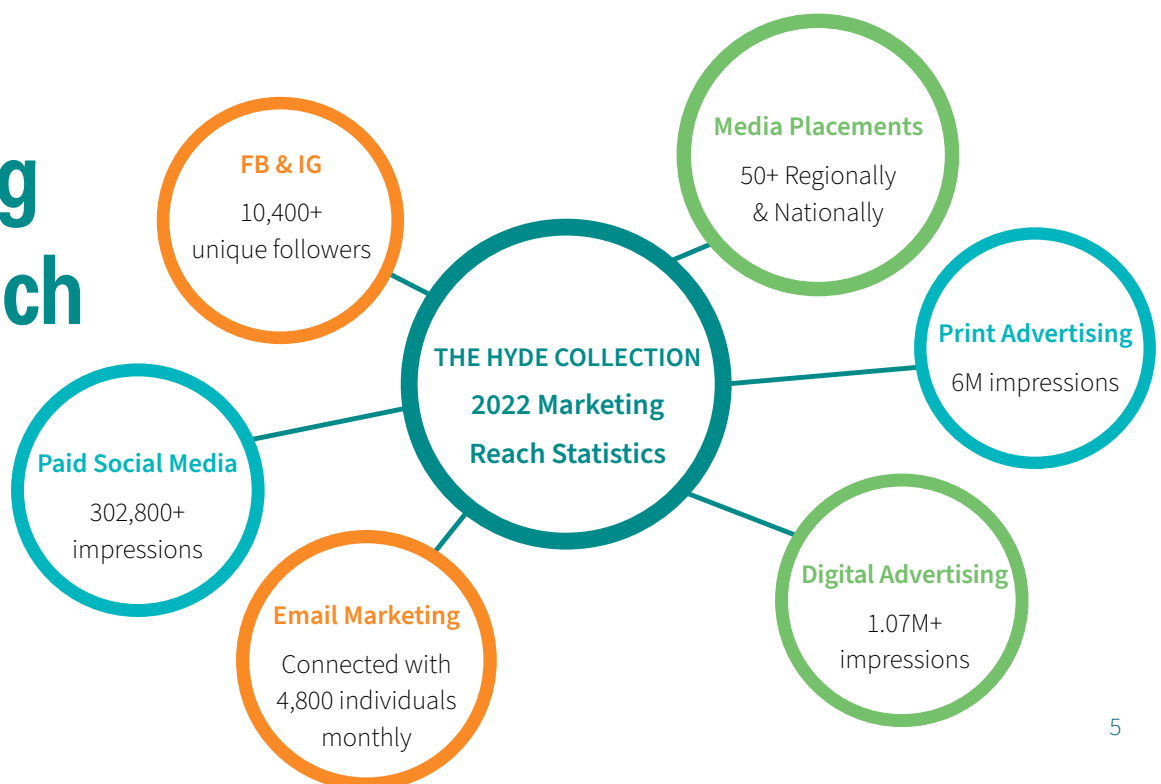 g
ch
FB & IG
10,400+
unique followers
Media Placements
50+ Regionally
& Nationally
THE HYDE COLLECTION
2022 Marketing
Reach Statistics
Print Advertising
6M impressions
Paid Social Media
302,800+
impressions
Email Marketing
Connected with
4,800 individuals
monthly
Digital Advertising
1.07M+
impressions
5